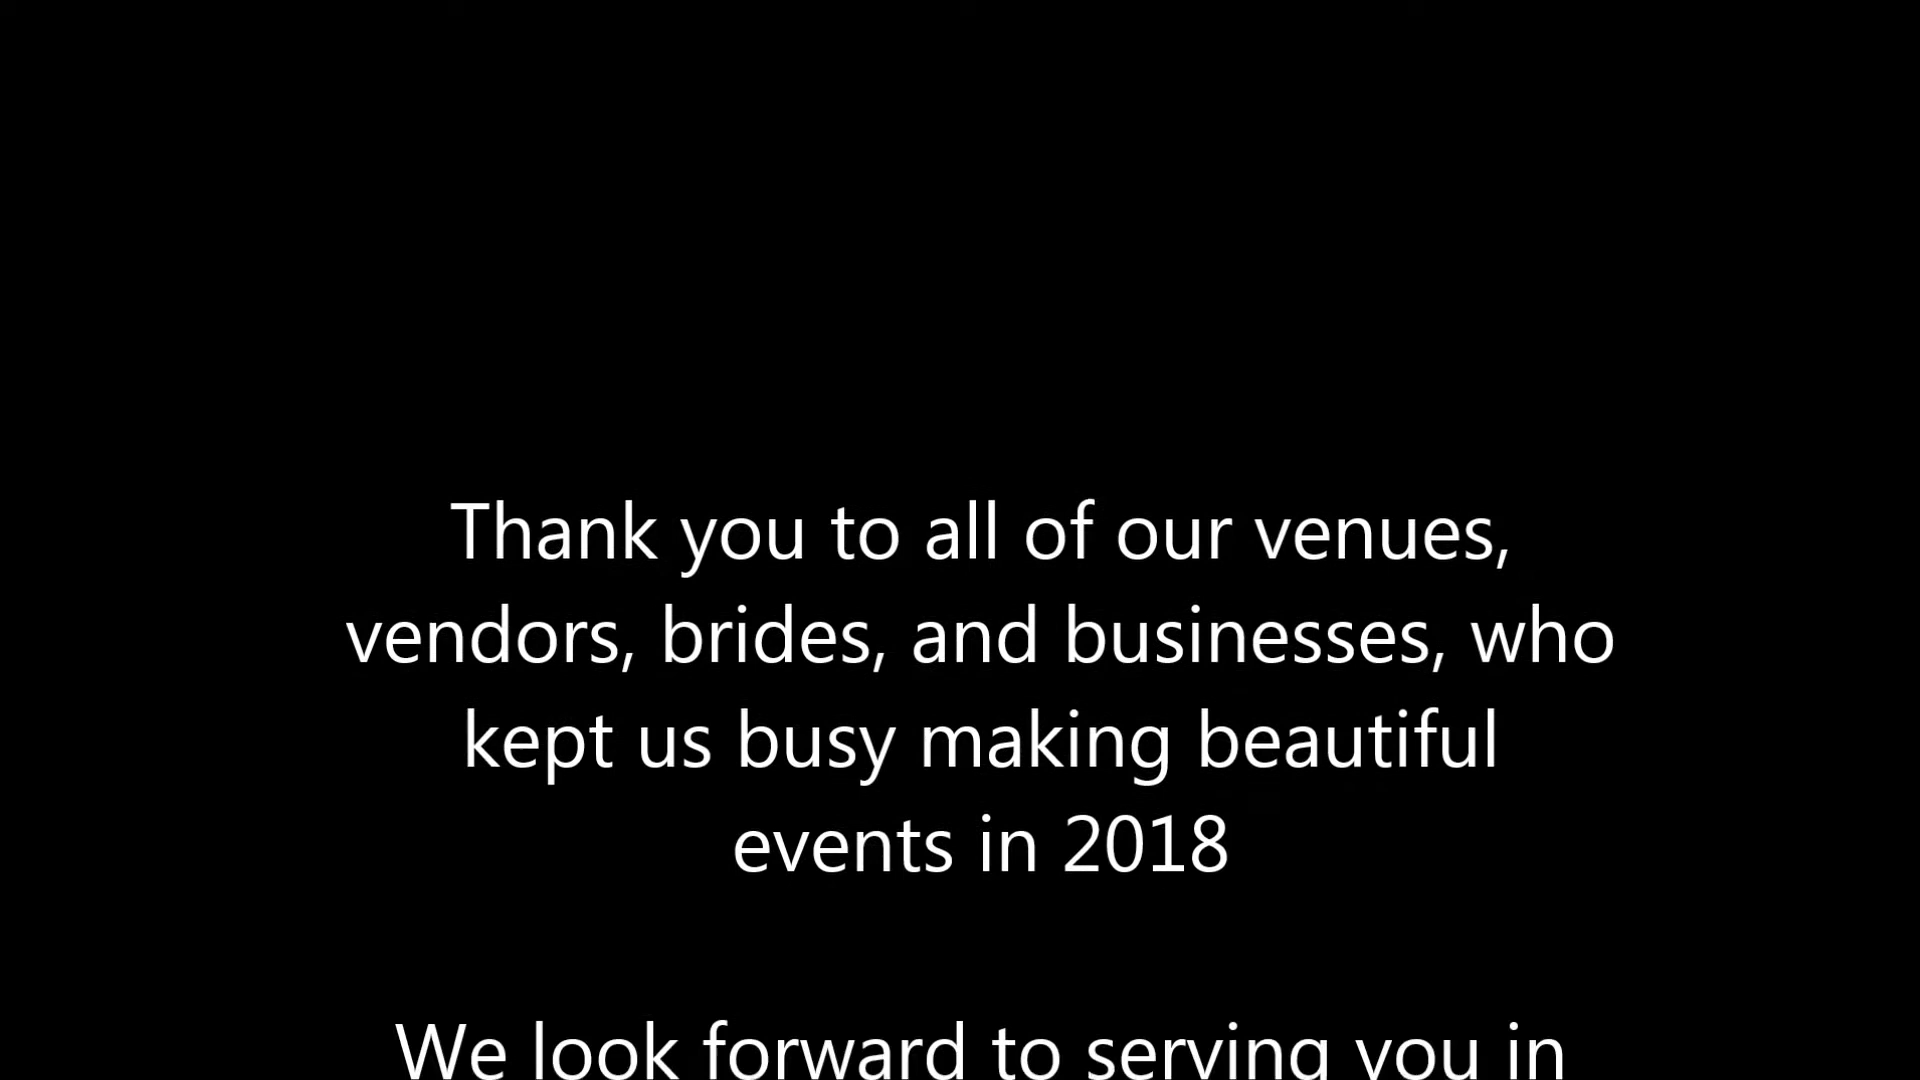 Thank you to all of our venues,
vendors, brides, and businesses, who
kept us busy making beautiful
events in 2018
We look forward to serving you in